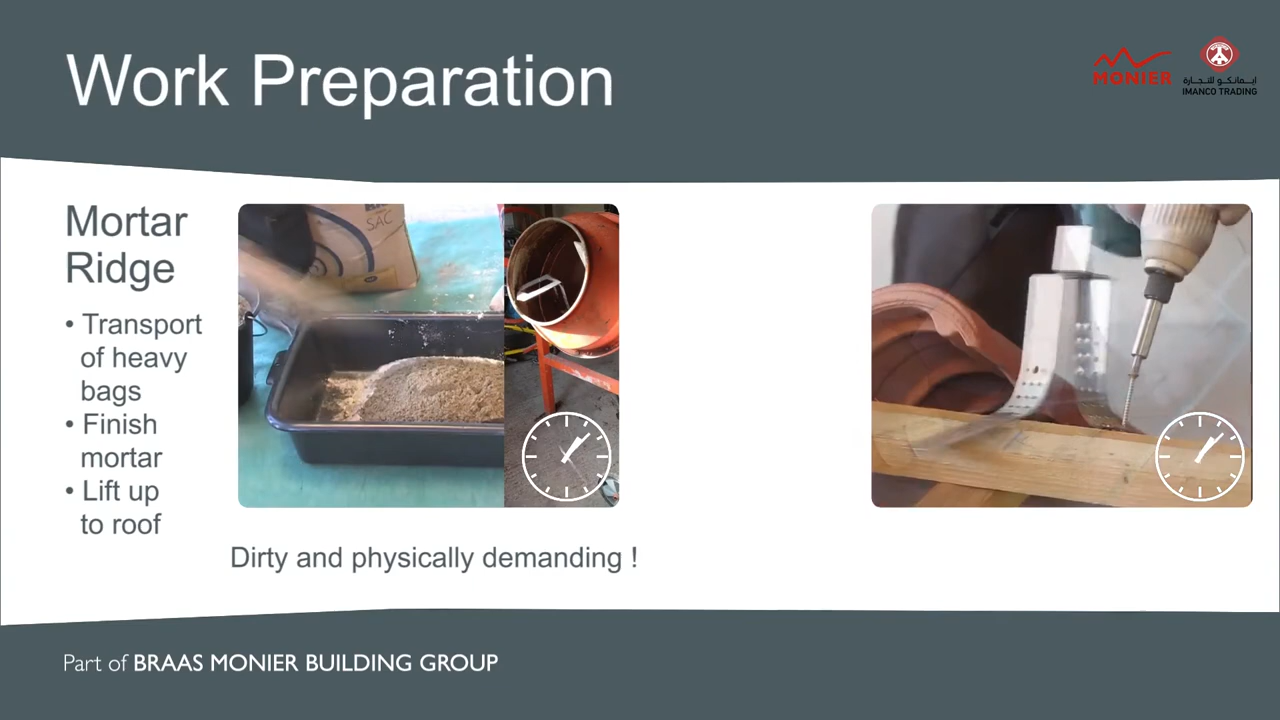 Work Preparation
MONIER
إيمانكو للتجارة
IMANCO TRADING
Mortar
Ridge
• Transport
of heavy
bags
• Finish
mortar
• Lift up
to roof
SAC
Dirty and physically demanding !
Part of BRAAS MONIER BUILDING GROUP